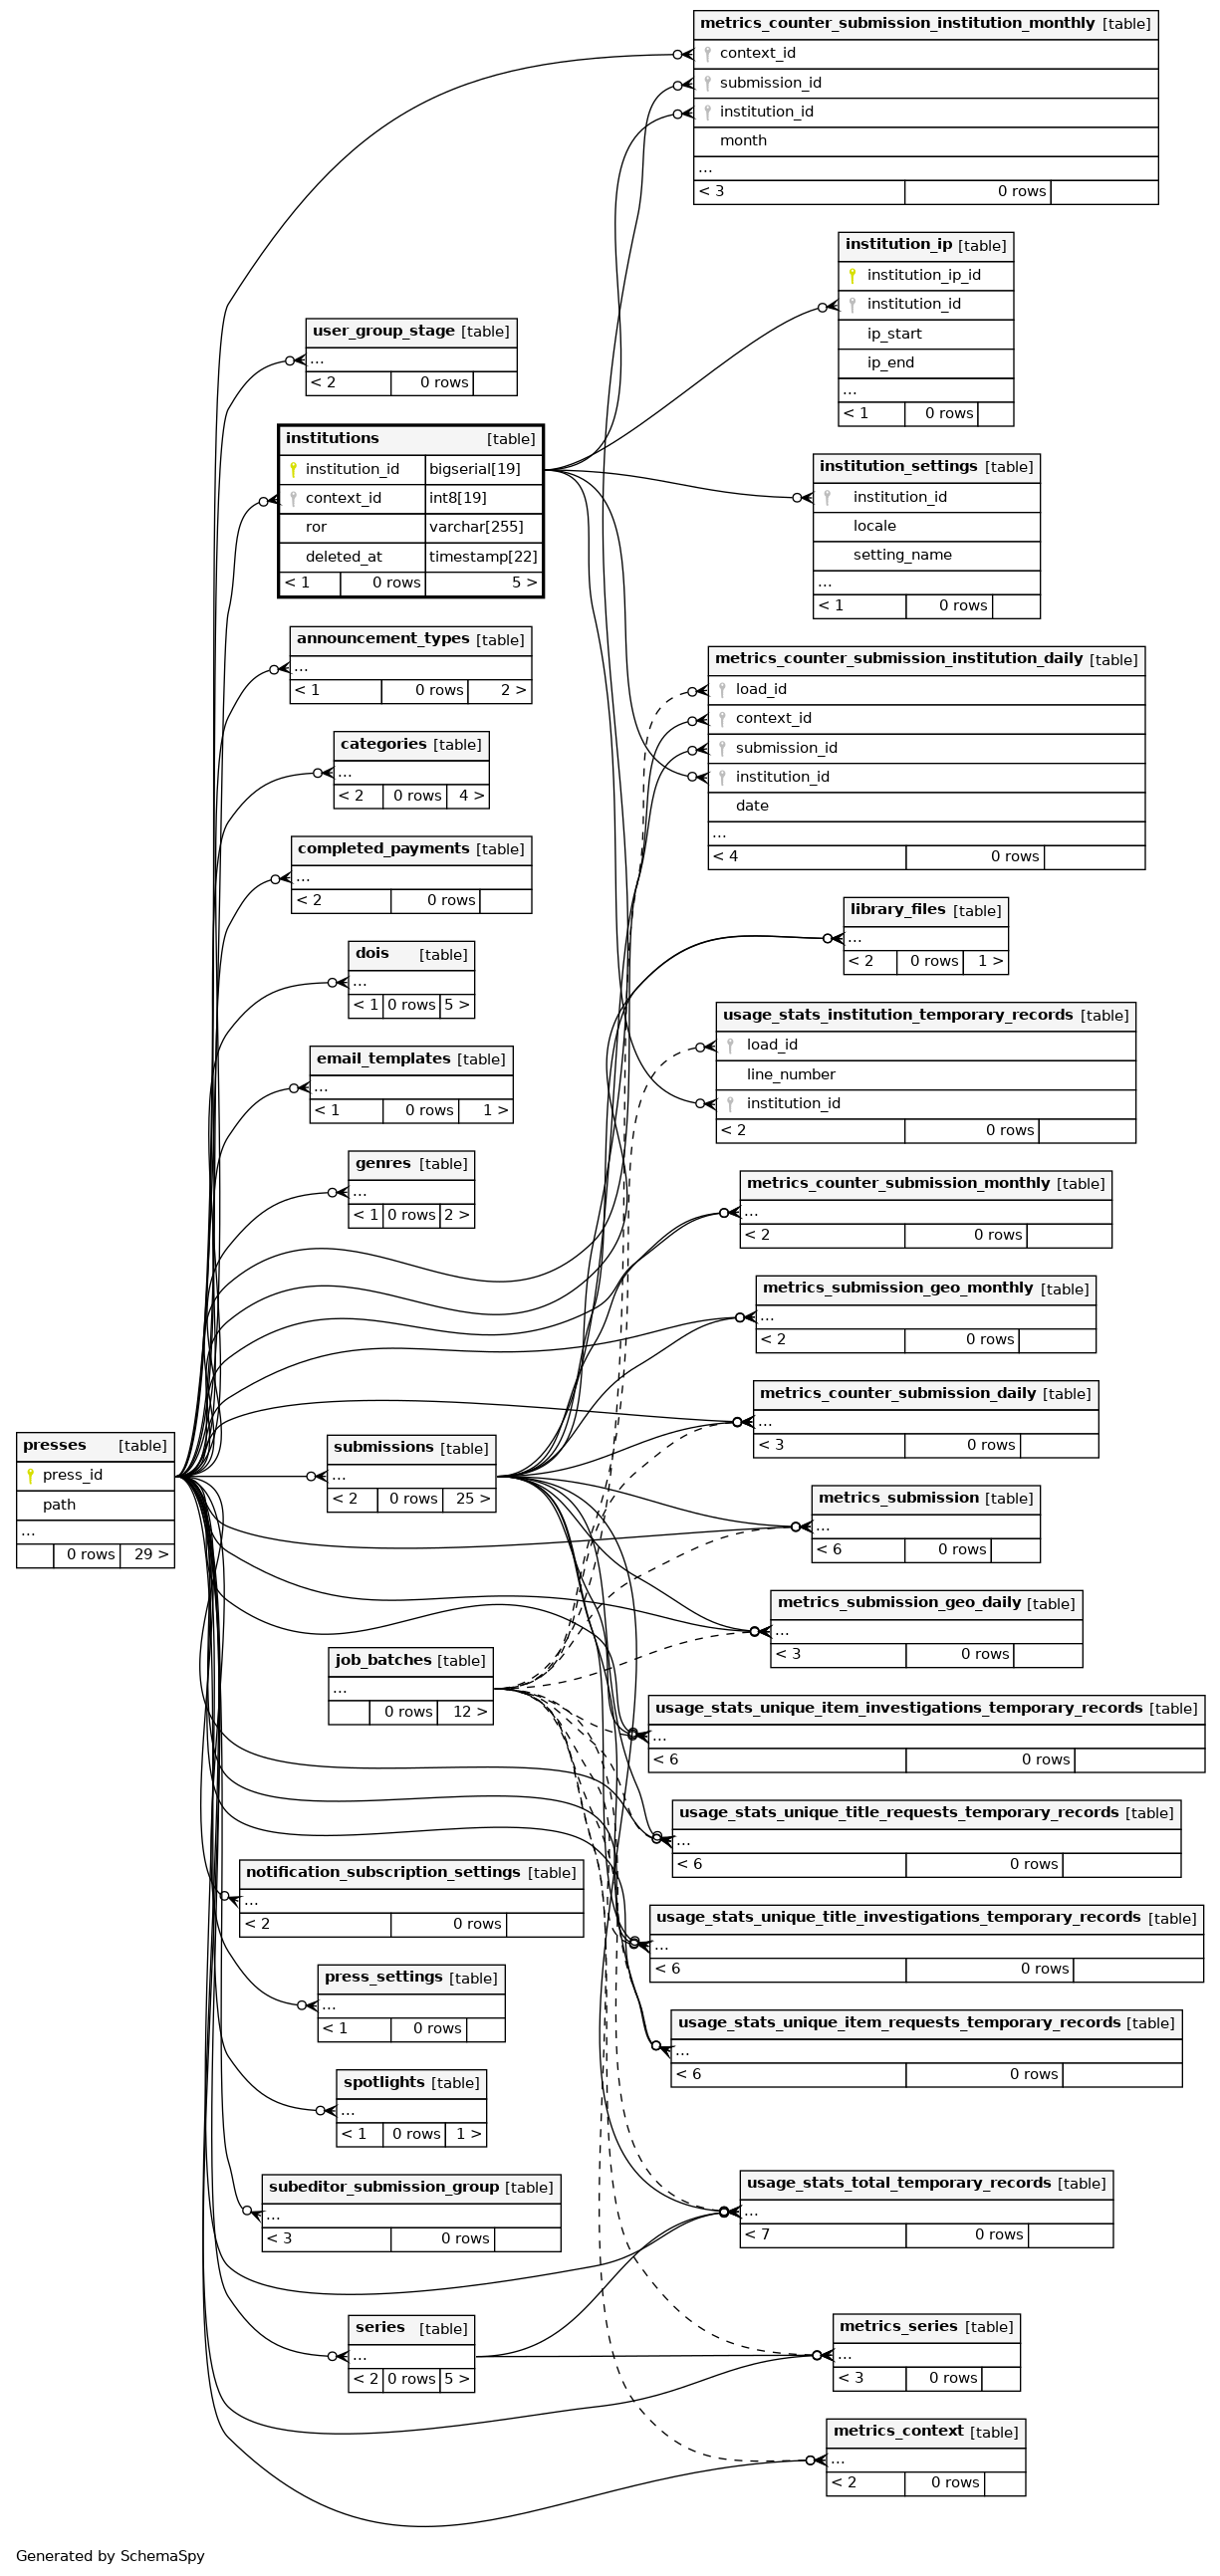 metrics_counter_submission_institution_monthly [table]
context_id
submission_id
institution_id
month
...
< 3 0 rows
institution_ip [table]
institution_ip_id
institution_id
ip_start
ip_end
...
< 1 0 rows
user_group_stage [table]
...
< 2 0 rows
institutions [table]
institution_id bigserial[19]
context_id int8[19]
ror varchar[255]
deleted_at timestamp[22]
< 1 0 rows 5 >
institution_settings [table]
institution_id
locale
setting_name
...
< 1 0 rows
announcement_types [table]
...
< 1 0 rows 2 >
metrics_counter_submission_institution_daily [table]
load_id
context_id
submission_id
institution_id
date
...
< 4 0 rows
categories [table]
...
< 2 0 rows 4 >
completed_payments [table]
...
< 2 0 rows
library_files [table]
...
< 2 0 rows 1 >
dois [table]
...
< 1 0 rows 5 >
usage_stats_institution_temporary_records [table]
load_id
line_number
institution_id
< 2 0 rows
email_templates [table]
...
< 1 0 rows 1 >
genres [table]
...
< 1 0 rows 2 >
metrics_counter_submission_monthly [table]
...
< 2 0 rows
metrics_submission_geo_monthly [table]
...
< 2 0 rows
metrics_counter_submission_daily [table]
...
< 3 0 rows
presses [table]
press_id
path
...
0 rows 29 >
submissions [table]
...
< 2 0 rows 25 >
metrics_submission [table]
...
< 6 0 rows
metrics_submission_geo_daily [table]
...
< 3 0 rows
job_batches [table]
...
0 rows 12 >
usage_stats_unique_item_investigations_temporary_records [table]
...
< 6 0 rows
usage_stats_unique_title_requests_temporary_records [table]
...
< 6 0 rows
notification_subscription_settings [table]
...
< 2 0 rows
usage_stats_unique_title_investigations_temporary_records [table]
...
< 6 0 rows
press_settings [table]
...
< 1 0 rows
usage_stats_unique_item_requests_temporary_records [table]
...
< 6 0 rows
spotlights [table]
...
< 1 0 rows 1 >
subeditor_submission_group [table]
...
< 3 0 rows
usage_stats_total_temporary_records [table]
...
< 7 0 rows
series [table]
...
< 2 0 rows 5 >
metrics_series [table]
...
< 3 0 rows
metrics_context [table]
...
< 2 0 rows
Generated by SchemaSpy